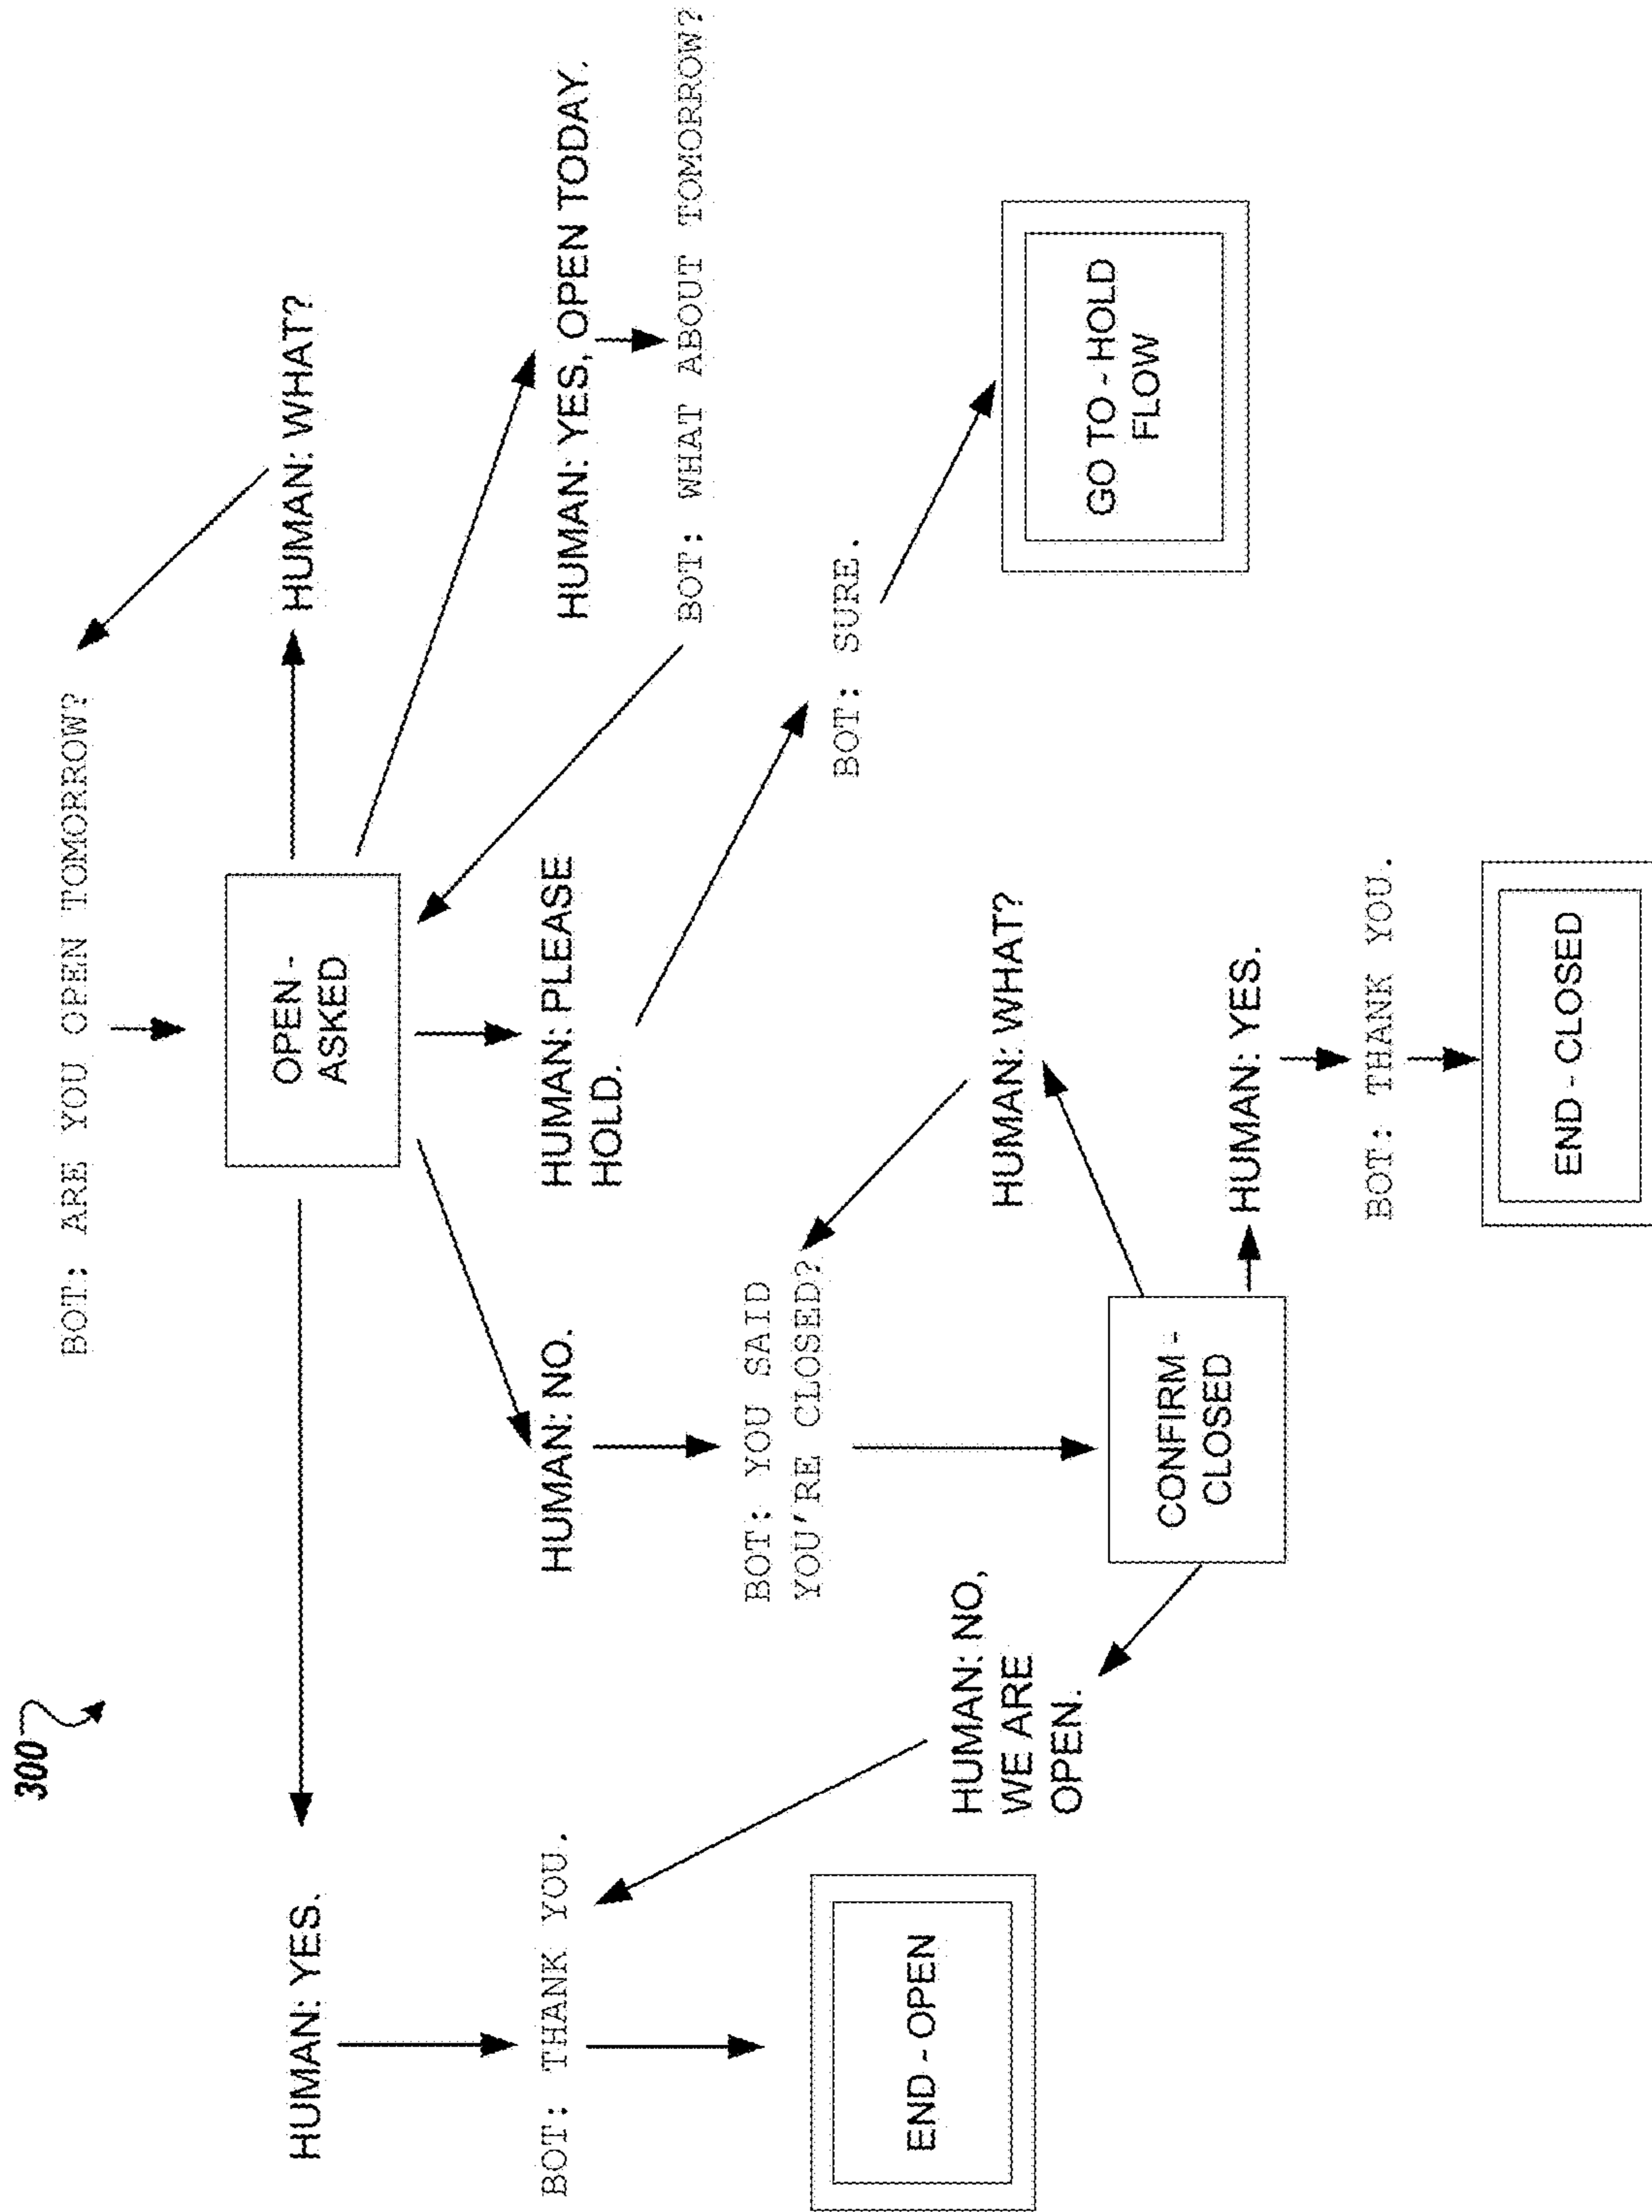 300
BOT: ARE YOU OPEN TOMORROW?
OPEN -
ASKED
HUMAN: YES.
HUMAN: WHAT?
HUMAN: NO.
HUMAN: PLEASE
HOLD.
HUMAN: YES, OPEN TODAY.
BOT: THANK YOU.
BOT: WHAT ABOUT TOMORROW?
BOT: YOU SAID
YOU'RE CLOSED?
BOT: SURE.
END - OPEN
HUMAN: NO,
WE ARE
OPEN.
HUMAN: WHAT?
GO TO - HOLD
FLOW
CONFIRM -
CLOSED
HUMAN: YES.
BOT: THANK YOU.
END - CLOSED